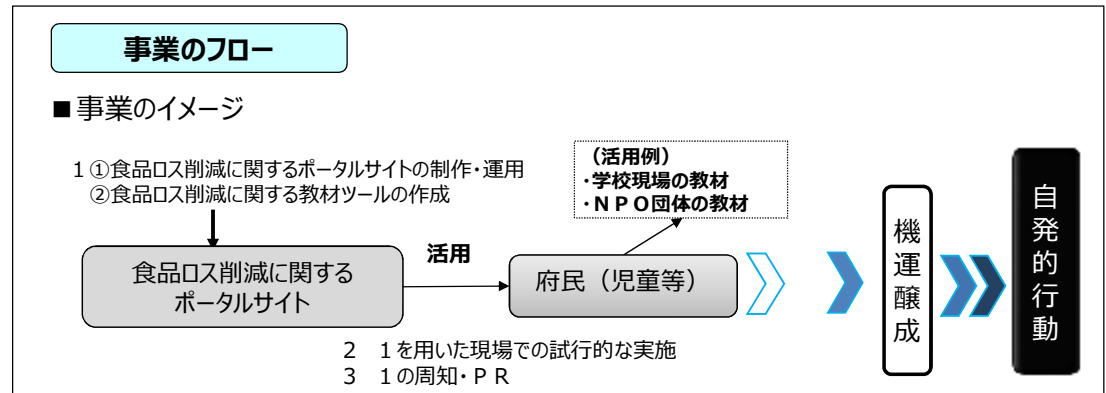 事業のフロー
■事業のイメージ
1 ①食品ロス削減に関するポータルサイトの制作・運用
②食品ロス削減に関する教材ツールの作成
（活用例）
・学校現場の教材
・ＮＰＯ団体の教材
食品ロス削減に関する
ポータルサイト
活用
府民（児童等）
機運醸成
自発的行動
２　１を用いた現場での試行的な実施
３　１の周知・ＰＲ